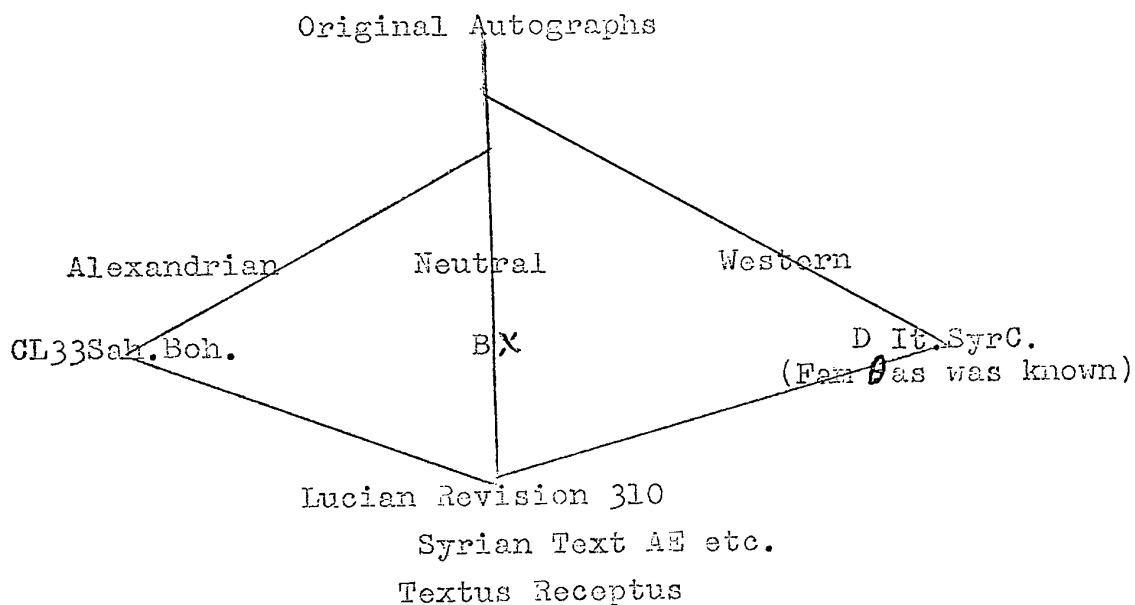 Original Autographs
Alexandrian Neutral Western
CL33Sah.Boh. Bא D It.SyrC.
(Fam θ as was known)
Lucian Revision 310
Syrian Text AE etc.
Textus Receptus